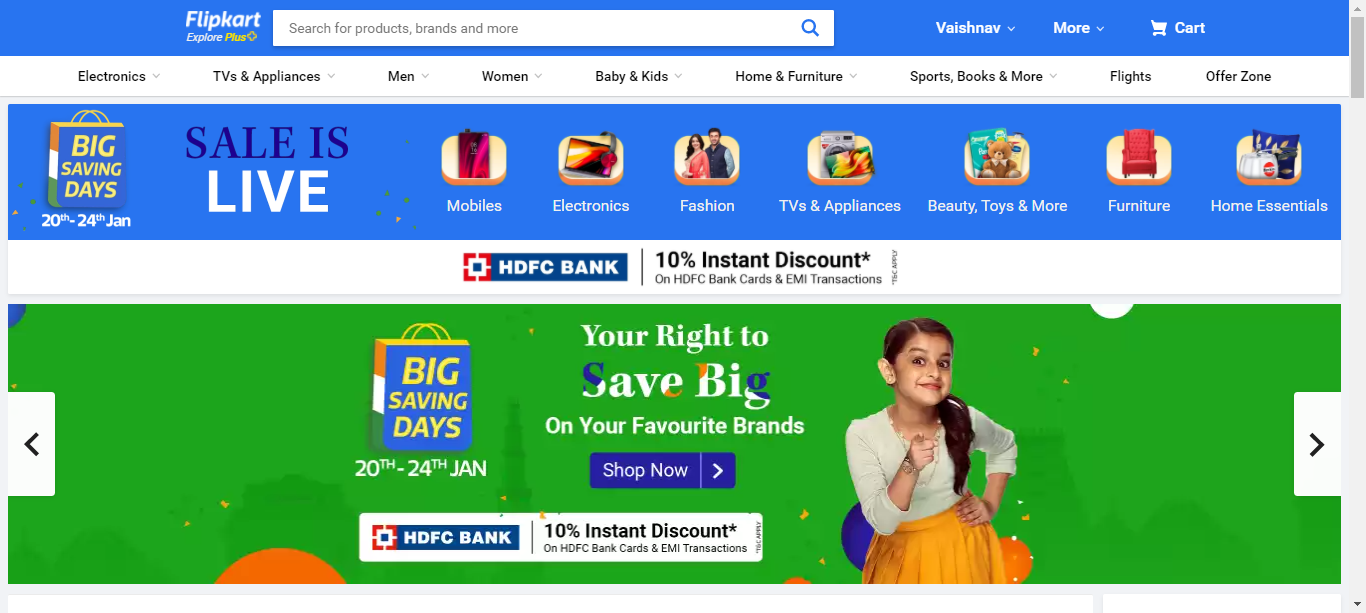 Flipkart
Explore Plus
Search for products, brands and more
Vaishnav
More
Cart
Electronics
TVs & Appliances
Men
Women
Baby & Kids
Home & Furniture
Sports, Books & More
Flights
Offer Zone
BIG
SAVING
DAYS
20th- 24th Jan
SALE IS
LIVE
Mobiles
Electronics
Fashion
TVs & Appliances
Beauty, Toys & More
Furniture
Home Essentials
HDFC BANK
10% Instant Discount*
On HDFC Bank Cards & EMI Transactions
*T&C APPLY
BIG
SAVING
DAYS
20TH - 24TH JAN
Your Right to
Save Big
On Your Favourite Brands
Shop Now
HDFC BANK
10% Instant Discount*
On HDFC Bank Cards & EMI Transactions
*T&C APPLY